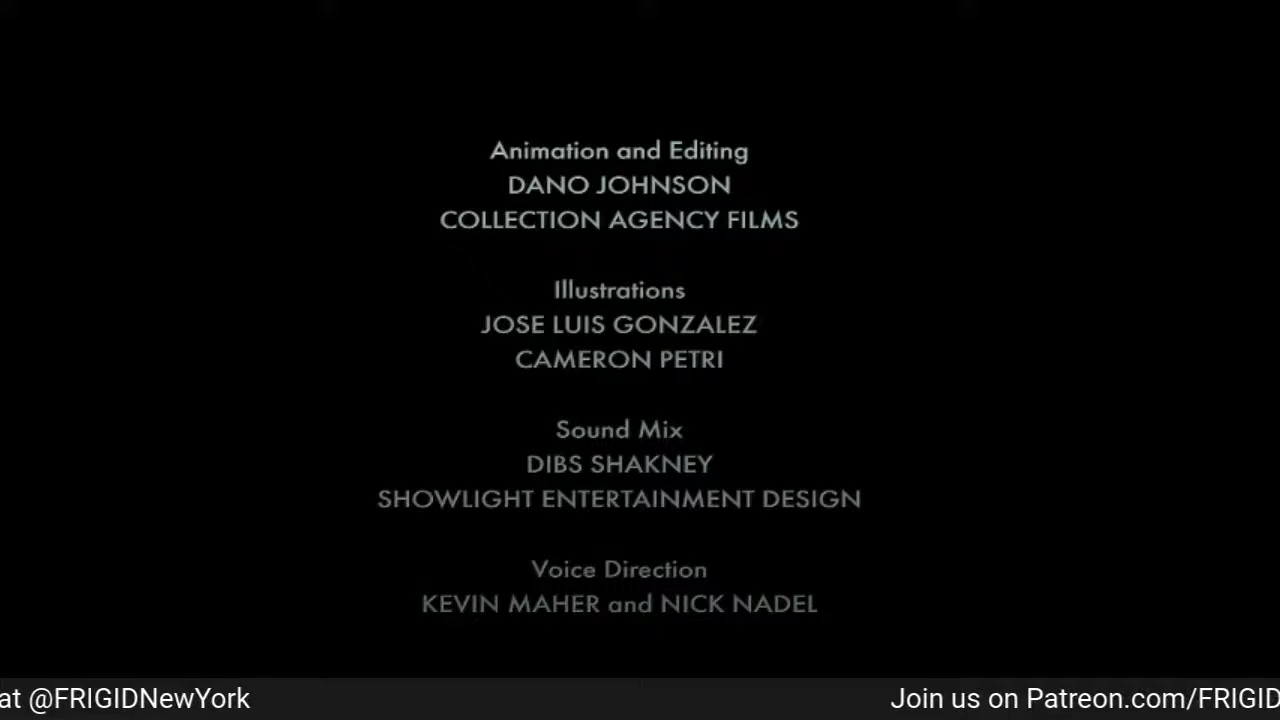 Animation and Editing
DANO JOHNSON
COLLECTION AGENCY FILMS
Illustrations
JOSE LUIS GONZALEZ
CAMERON PETRI
Sound Mix
DIBS SHAKNEY
SHOWLIGHT ENTERTAINMENT DESIGN
Voice Direction
KEVIN MAHER and NICK NADEL
at @FRIGIDNewYork
Join us on Patreon.com/FRIGID